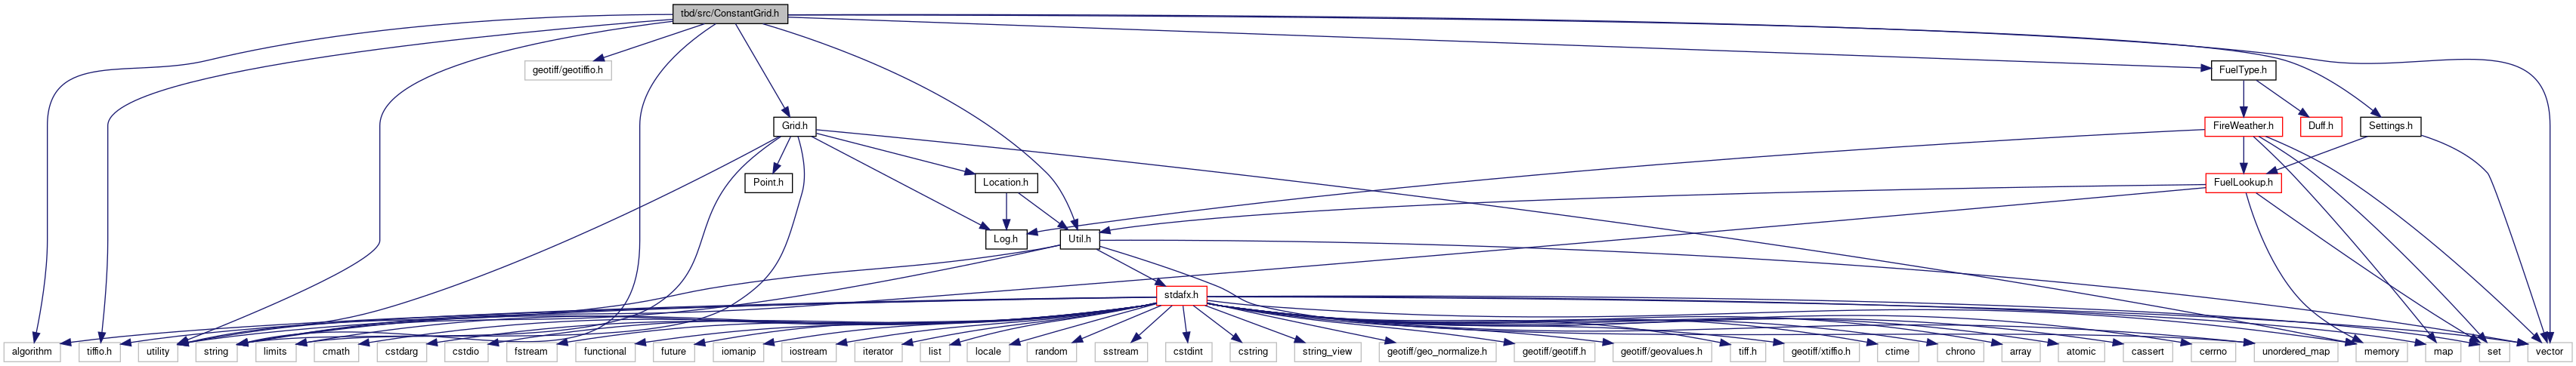 tbd/src/ConstantGrid.h
geotiff/geotiffio.h
FuelType.h
Grid.h
FireWeather.h
Duff.h
Settings.h
Point.h
Location.h
FuelLookup.h
Log.h
Util.h
stdafx.h
algorithm
tiffio.h
utility
string
limits
cmath
cstdarg
cstdio
fstream
functional
future
iomanip
iostream
iterator
list
locale
random
sstream
cstdint
cstring
string_view
geotiff/geo_normalize.h
geotiff/geotiff.h
geotiff/geovalues.h
tiff.h
geotiff/xtiffio.h
ctime
chrono
array
atomic
cassert
cerrno
unordered_map
memory
map
set
vector